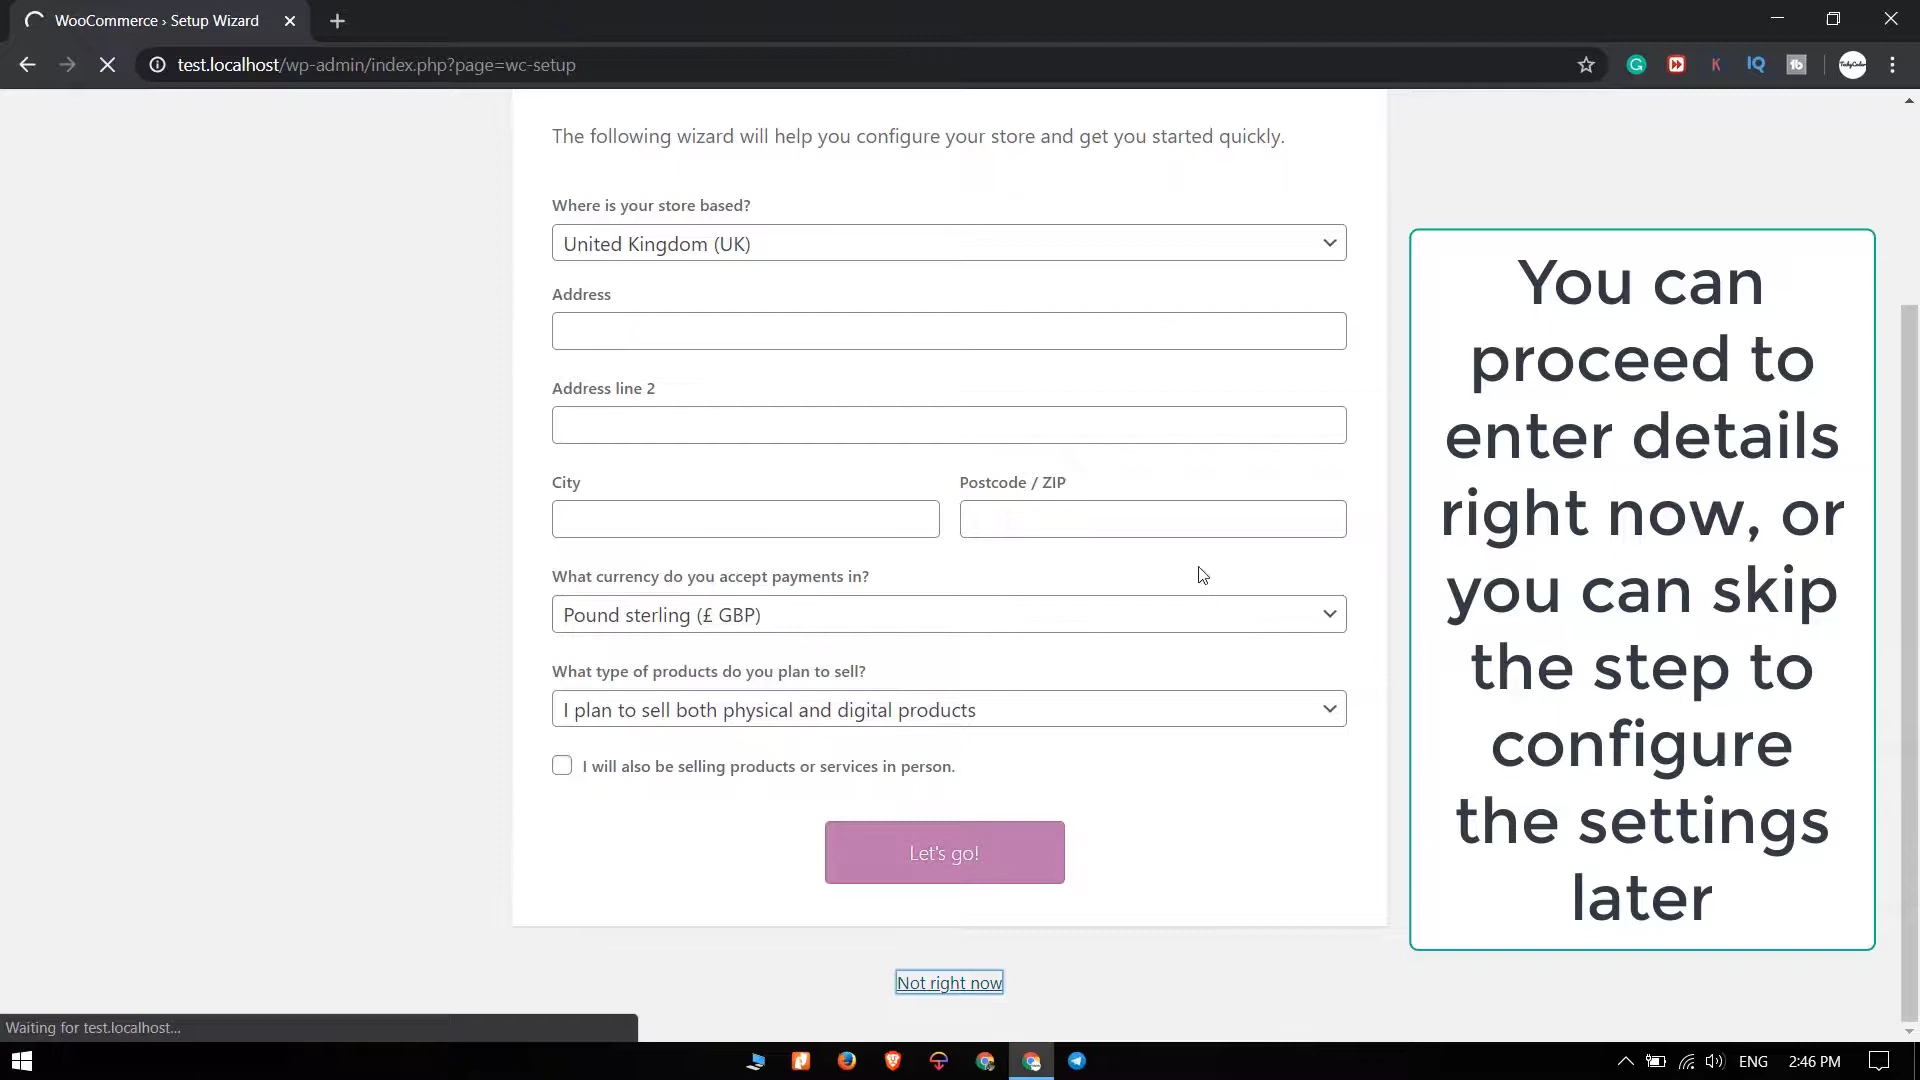 WooCommerce › Setup Wizard
test.localhost/wp-admin/index.php?page=wc-setup
The following wizard will help you configure your store and get you started quickly.
Where is your store based?
United Kingdom (UK)
Address
Address line 2
City
Postcode / ZIP
What currency do you accept payments in?
Pound sterling (£ GBP)
What type of products do you plan to sell?
I plan to sell both physical and digital products
I will also be selling products or services in person.
Let's go!
Not right now
You can
proceed to
enter details
right now, or
you can skip
the step to
configure
the settings
later
Waiting for test.localhost...
ENG
2:46 PM